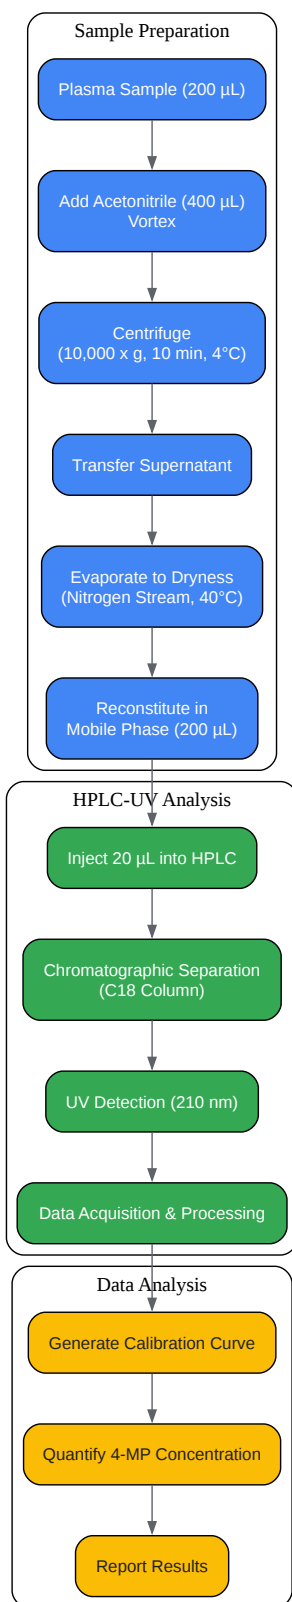 Sample Preparation
Plasma Sample (200 µL)
Add Acetonitrile (400 µL)
Vortex
Centrifuge
(10,000 x g, 10 min, 4°C)
Transfer Supernatant
Evaporate to Dryness
(Nitrogen Stream, 40°C)
Reconstitute in
Mobile Phase (200 µL)
HPLC-UV Analysis
Inject 20 µL into HPLC
Chromatographic Separation
(C18 Column)
UV Detection (210 nm)
Data Acquisition & Processing
Data Analysis
Generate Calibration Curve
Quantify 4-MP Concentration
Report Results